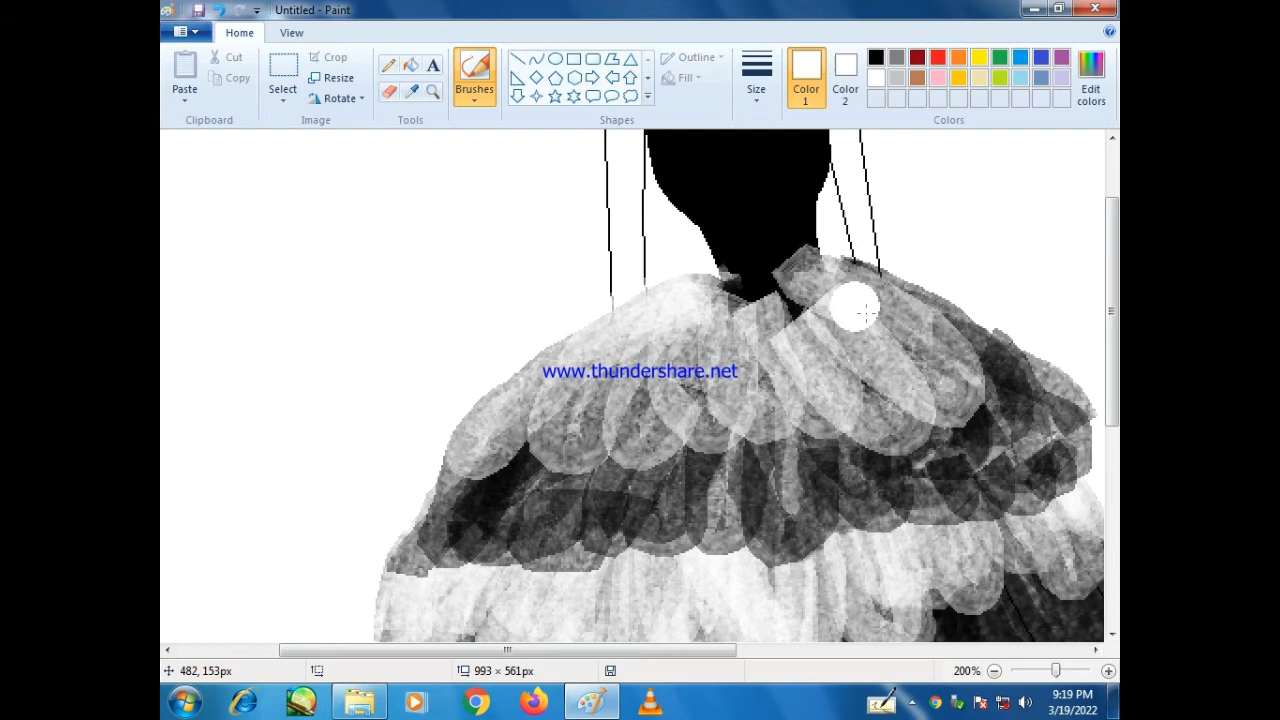 Untitled - Paint
Home View
Paste
Cut
Copy
Clipboard
Select
Crop
Resize
Rotate
Image
A
Tools
Brushes
Outline
Fill
Shapes
Size
Color 1
Color 2
Edit colors
Colors
www.thundershare.net
482, 153px
993 × 561px
200%
9:19 PM
3/19/2022